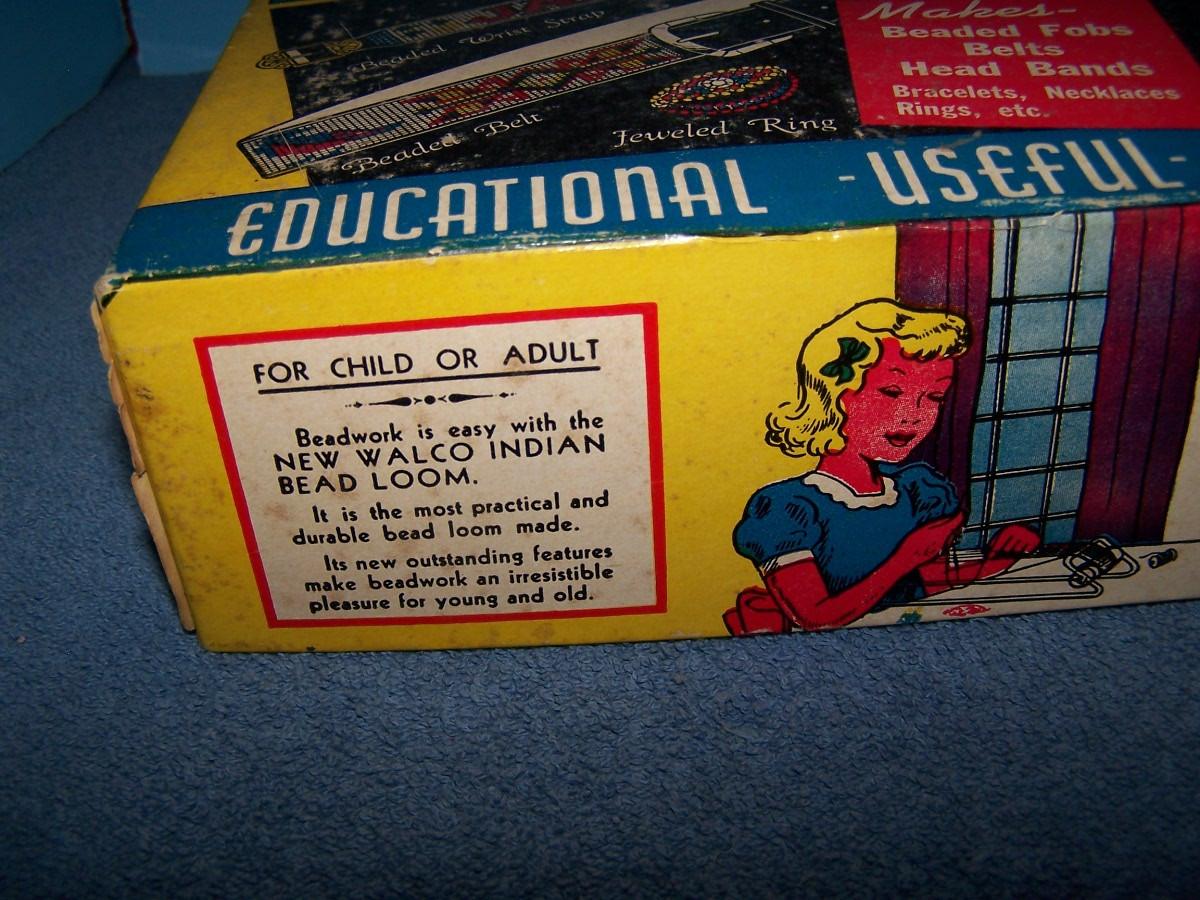 Beaded Wrist Strap
Beaded Belt
Jeweled Ring
Makes-
Beaded Fobs
Belts
Head Bands
Bracelets, Necklaces
Rings, etc.
EDUCATIONAL - USEFUL -
FOR CHILD OR ADULT
Beadwork is easy with the
NEW WALCO INDIAN
BEAD LOOM.
It is the most practical and
durable bead loom made.
Its new outstanding features
make beadwork an irresistible
pleasure for young and old.